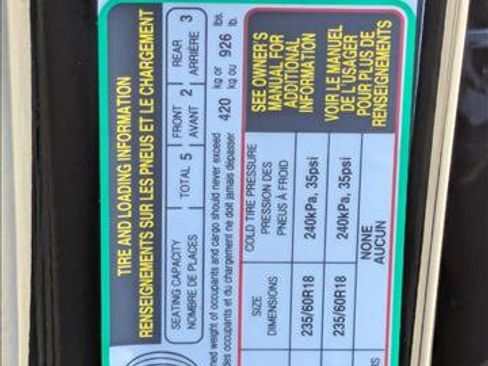 TIRE AND LOADING INFORMATION
RENSEIGNEMENTS SUR LES PNEUS ET LE CHARGEMENT
SEATING CAPACITY
NOMBRE DE PLACES
TOTAL 5
FRONT
AVANT 2
REAR
ARRIÈRE 3
weight of occupants and cargo should never exceed
des occupants et du chargement ne doit jamais dépasser
420 kg or
kg ou
926 lbs.
lb.
SIZE
DIMENSIONS
COLD TIRE PRESSURE
PRESSION DES
PNEUS À FROID
235/60R18 240kPa, 35psi
235/60R18 240kPa, 35psi
NONE
AUCUN
SEE OWNER'S
MANUAL FOR
ADDITIONAL
INFORMATION
VOIR LE MANUEL
DE L'USAGER
POUR PLUS DE
RENSEIGNEMENTS